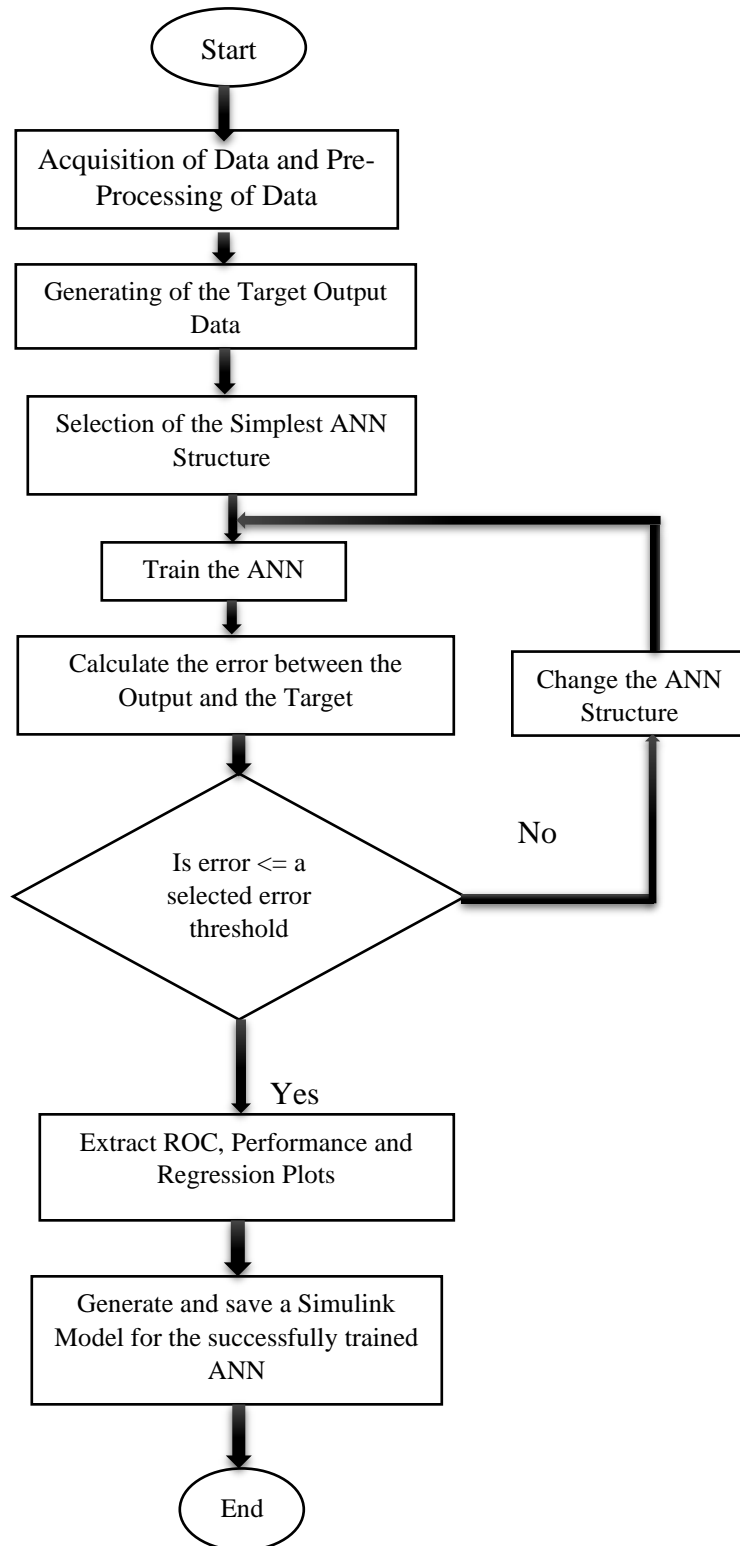 Start
Acquisition of Data and Pre-
Processing of Data
Generating of the Target Output
Data
Selection of the Simplest ANN
Structure
Train the ANN
Calculate the error between the
Output and the Target
Change the ANN
Structure
No
Is error <= a
selected error
threshold
Yes
Extract ROC, Performance and
Regression Plots
Generate and save a Simulink
Model for the successfully trained
ANN
End